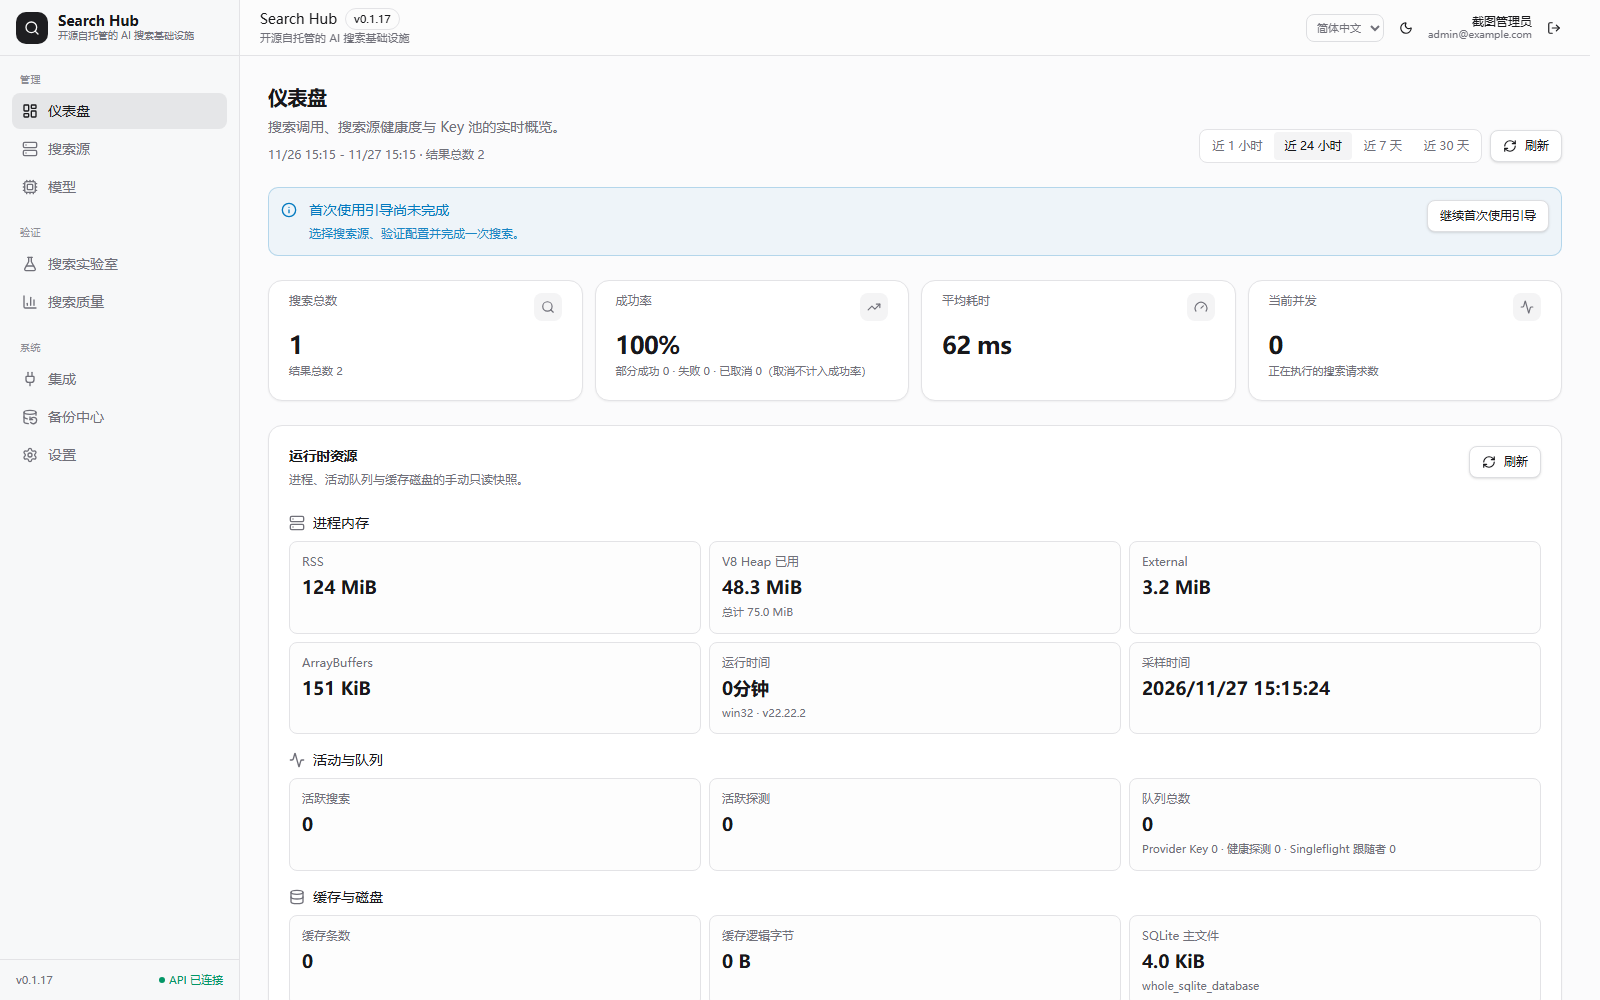 Search Hub
开源自托管的 AI 搜索基础设施
管理
仪表盘
搜索源
模型
验证
搜索实验室
搜索质量
系统
集成
备份中心
设置
v0.1.17
API 已连接
Search Hub v0.1.17
开源自托管的 AI 搜索基础设施
简体中文
截图管理员
admin@example.com
仪表盘
搜索调用、搜索源健康度与 Key 池的实时概览。
11/26 15:15 - 11/27 15:15 · 结果总数 2
近 1 小时 近 24 小时 近 7 天 近 30 天 刷新
首次使用引导尚未完成
选择搜索源、验证配置并完成一次搜索。
继续首次使用引导
搜索总数
1
结果总数 2
成功率
100%
部分成功 0 · 失败 0 · 已取消 0（取消不计入成功率）
平均耗时
62 ms
当前并发
0
正在执行的搜索请求数
运行时资源
进程、活动队列与缓存磁盘的手动只读快照。
刷新
进程内存
RSS
124 MiB
V8 Heap 已用
48.3 MiB
总计 75.0 MiB
External
3.2 MiB
ArrayBuffers
151 KiB
运行时间
0分钟
win32 · v22.22.2
采样时间
2026/11/27 15:15:24
活动与队列
活跃搜索
0
活跃探测
0
队列总数
0
Provider Key 0 · 健康探测 0 · Singleflight 跟随者 0
缓存与磁盘
缓存条数
0
缓存逻辑字节
0 B
SQLite 主文件
4.0 KiB
whole_sqlite_database